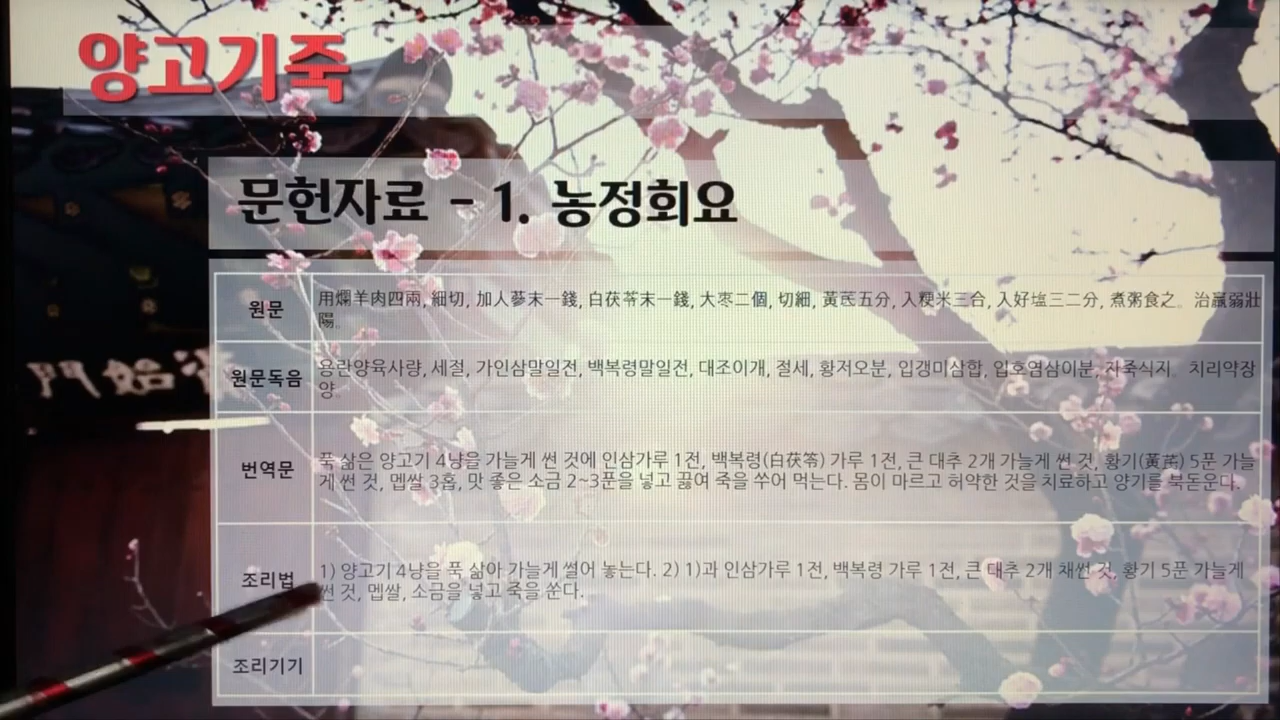 양고기죽
문헌자료 - 1. 농정회요
원문
用爛羊肉四兩, 細切, 加人蔘末一錢, 白茯苓末一錢, 大枣二個, 切細, 黃芪五分, 入粳米三合, 入好塩三二分, 煮粥食之。治羸弱壯
陽。
원문독음
용란양육사량, 세절, 가인삼말일전, 백복령말일전, 대조이개, 절세, 황저오분, 입갱미삼합, 입호염삼이분, 자죽식지. 치리약장
양。
번역문
푹 삶은 양고기 4냥을 가늘게 썬 것에 인삼가루 1전, 백복령(白茯笭) 가루 1전, 큰 대추 2개 가늘게 썬 것, 황기(黃芪) 5푼 가늘
게 썬 것, 멥쌀 3홉, 맛 좋은 소금 2~3푼을 넣고 끓여 죽을 쑤어 먹는다. 몸이 마르고 허약한 것을 치료하고 양기를 북돋운다.
조리법
1) 양고기 4냥을 푹 삶아 가늘게 썰어 놓는다. 2) 1)과 인삼가루 1전, 백복령 가루 1전, 큰 대추 2개 채썬 것, 황기 5푼 가늘게
썬 것, 멥쌀, 소금을 넣고 죽을 쑨다.
조리기기
門始